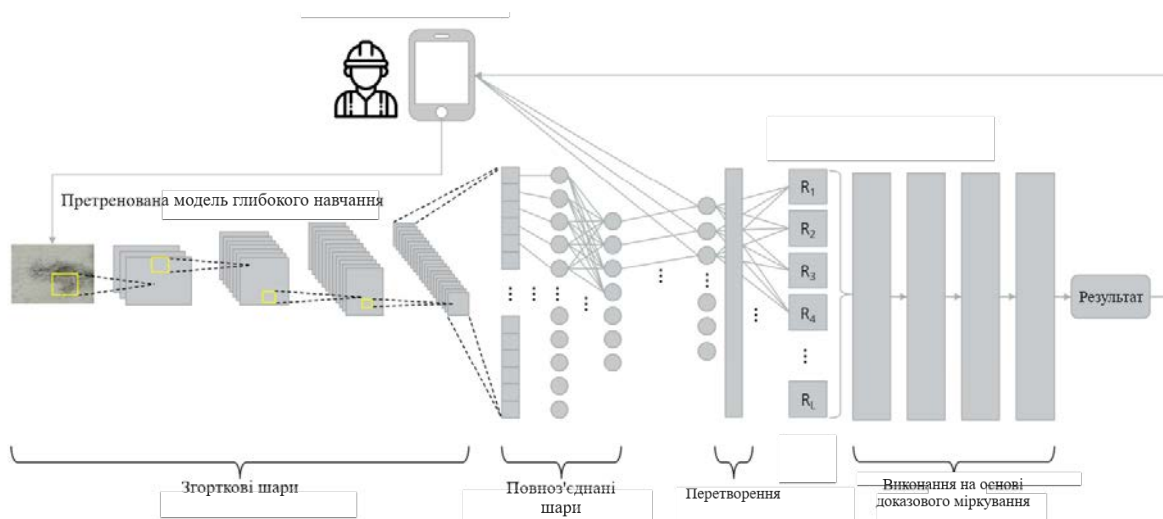 Претренована модель глибокого навчання
R1
R2
R3
R4
RL
Результат
Згорткові шари
Повноз'єднані
шари
Перетворення
Виконання на основі
доказового міркування